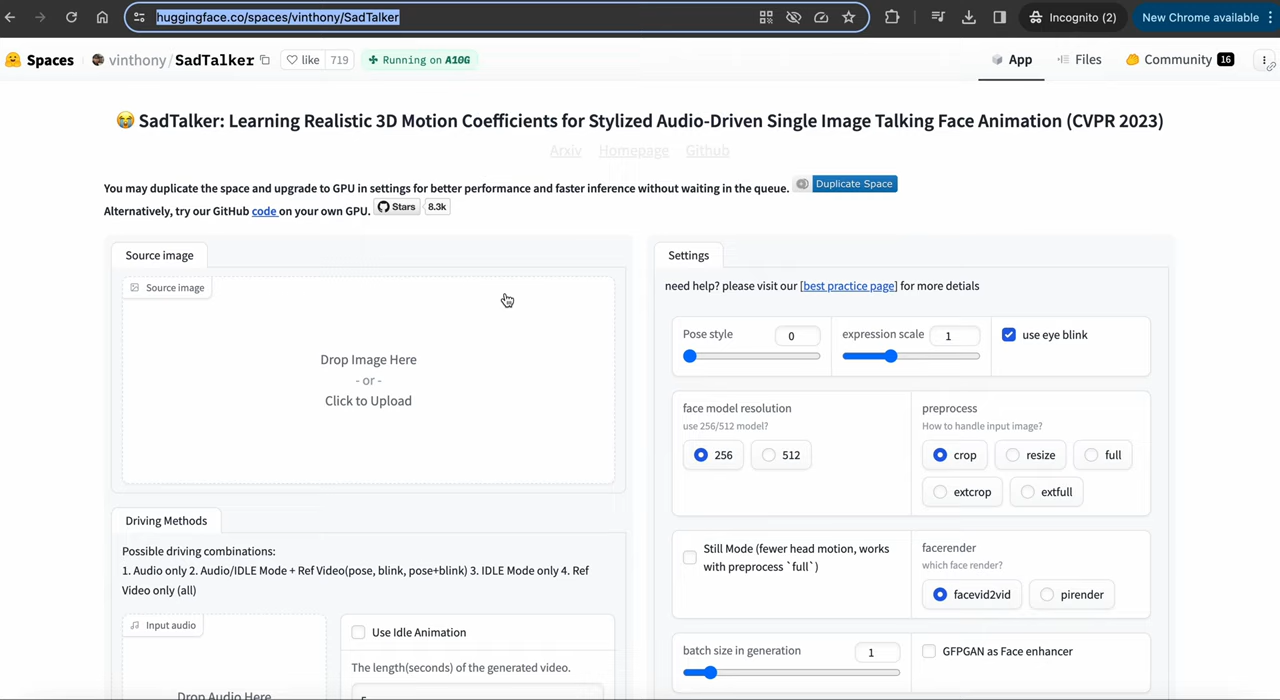 huggingface.co/spaces/vinthony/SadTalker
Incognito (2)
New Chrome available
Spaces
vinthony/SadTalker
like 719
Running on A10G
App
Files
Community 16
😭 SadTalker: Learning Realistic 3D Motion Coefficients for Stylized Audio-Driven Single Image Talking Face Animation (CVPR 2023)
Arxiv Homepage Github
You may duplicate the space and upgrade to GPU in settings for better performance and faster inference without waiting in the queue. Duplicate Space
Alternatively, try our GitHub code on your own GPU. Stars 8.3k
Source image
Source image
Drop Image Here
- or -
Click to Upload
Driving Methods
Possible driving combinations:
1. Audio only 2. Audio/IDLE Mode + Ref Video(pose, blink, pose+blink) 3. IDLE Mode only 4. Ref
Video only (all)
Input audio
Drop Audio Here
Use Idle Animation
The length(seconds) of the generated video.
Settings
need help? please visit our [best practice page] for more detials
Pose style 0
expression scale 1
use eye blink
face model resolution
use 256/512 model?
256 512
preprocess
How to handle input image?
crop resize full
extcrop extfull
Still Mode (fewer head motion, works
with preprocess `full`)
facerender
which face render?
facevid2vid pirender
batch size in generation 1
GFPGAN as Face enhancer